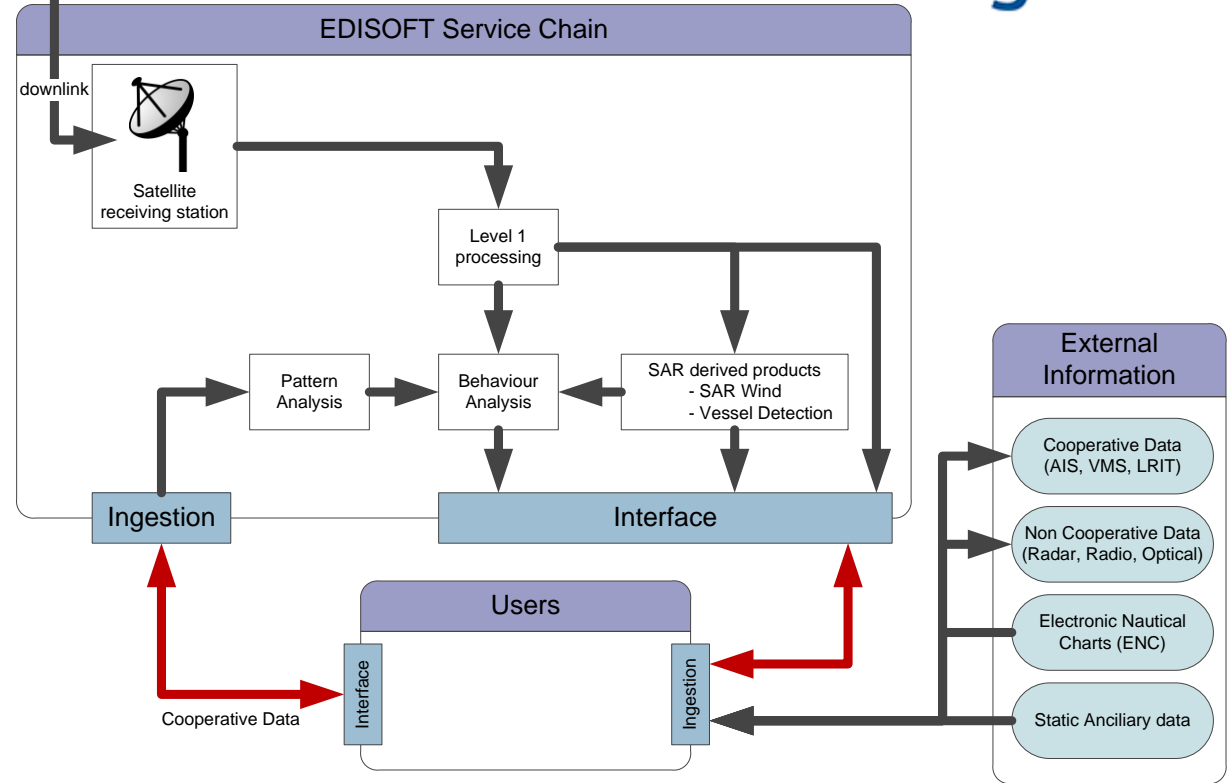 EDISOFT Service Chain
downlink
Satellite
receiving station
Level 1
processing
Pattern
Analysis
Behaviour
Analysis
SAR derived products
- SAR Wind
- Vessel Detection
Ingestion
Interface
Users
Interface
Ingestion
Cooperative Data
External
Information
Cooperative Data
(AIS, VMS, LRIT)
Non Cooperative Data
(Radar, Radio, Optical)
Electronic Nautical
Charts (ENC)
Static Anciliary data